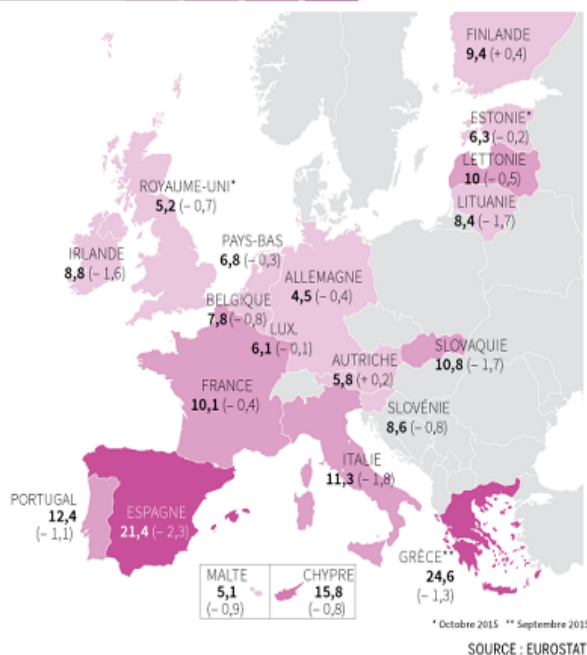 FINLANDE
9,4 (+ 0,4)
ESTONIE*
6,3 (– 0,2)
LETTONIE
10 (– 0,5)
LITUANIE
8,4 (– 1,7)
ROYAUME-UNI*
5,2 (– 0,7)
IRLANDE
8,8 (– 1,6)
PAYS-BAS
6,8 (– 0,3)
ALLEMAGNE
4,5 (– 0,4)
BELGIQUE
7,8 (– 0,8)
LUX.
6,1 (– 0,1)
SLOVAQUIE
10,8 (– 1,7)
AUTRICHE
5,8 (+ 0,2)
FRANCE
10,1 (– 0,4)
SLOVÉNIE
8,6 (– 0,8)
ITALIE
11,3 (– 1,8)
PORTUGAL
12,4
(– 1,1)
ESPAGNE
21,4 (– 2,3)
GRÈCE**
24,6
(– 1,3)
MALTE
5,1
(– 0,9)
CHYPRE
15,8
(– 0,8)
* Octobre 2015 ** Septembre 2015
SOURCE : EUROSTAT